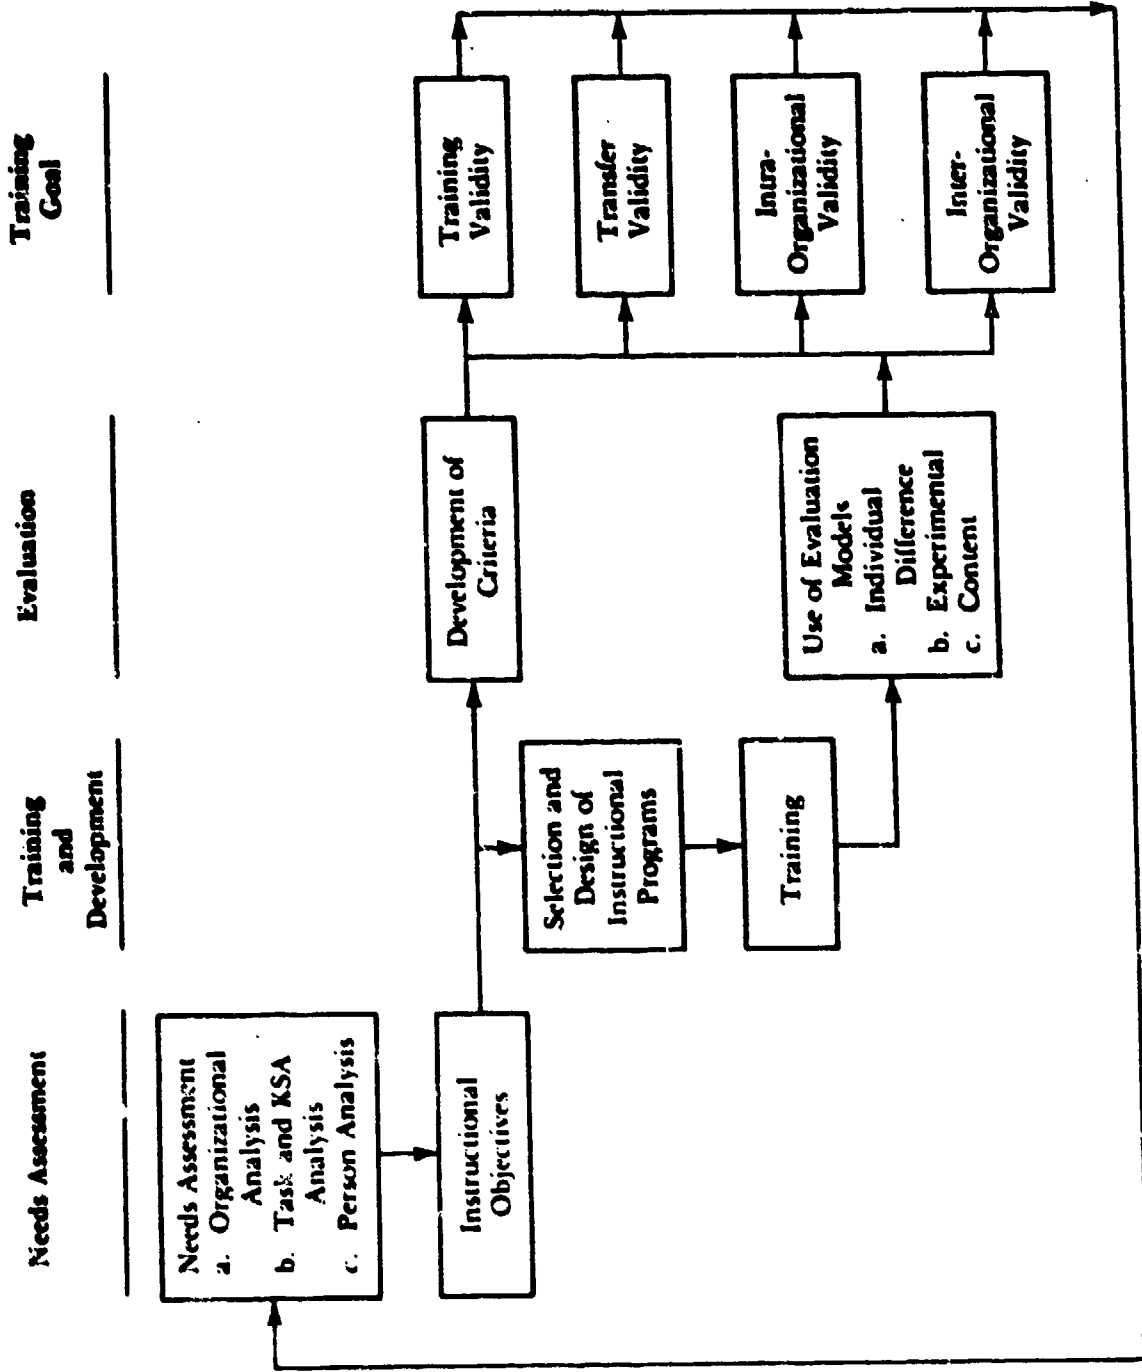 Needs Assessment
Training
and
Development
Evaluation
Training
Goal
Needs Assessment
a. Organizational
Analysis
b. Task and KSA
Analysis
c. Person Analysis
Instructional
Objectives
Selection and
Design of
Instructional
Programs
Training
Development of
Criteria
Use of Evaluation
Models
a. Individual
Difference
b. Experimental
c. Content
Training
Validity
Transfer
Validity
Intra-
Organizational
Validity
Inter-
Organizational
Validity